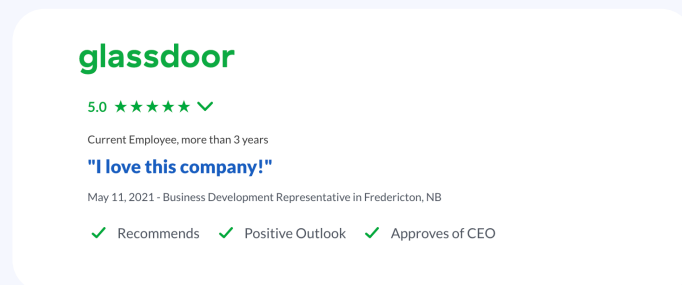 glassdoor
5.0
Current Employee, more than 3 years
"I love this company!"
May 11, 2021 - Business Development Representative in Fredericton, NB
Recommends Positive Outlook Approves of CEO